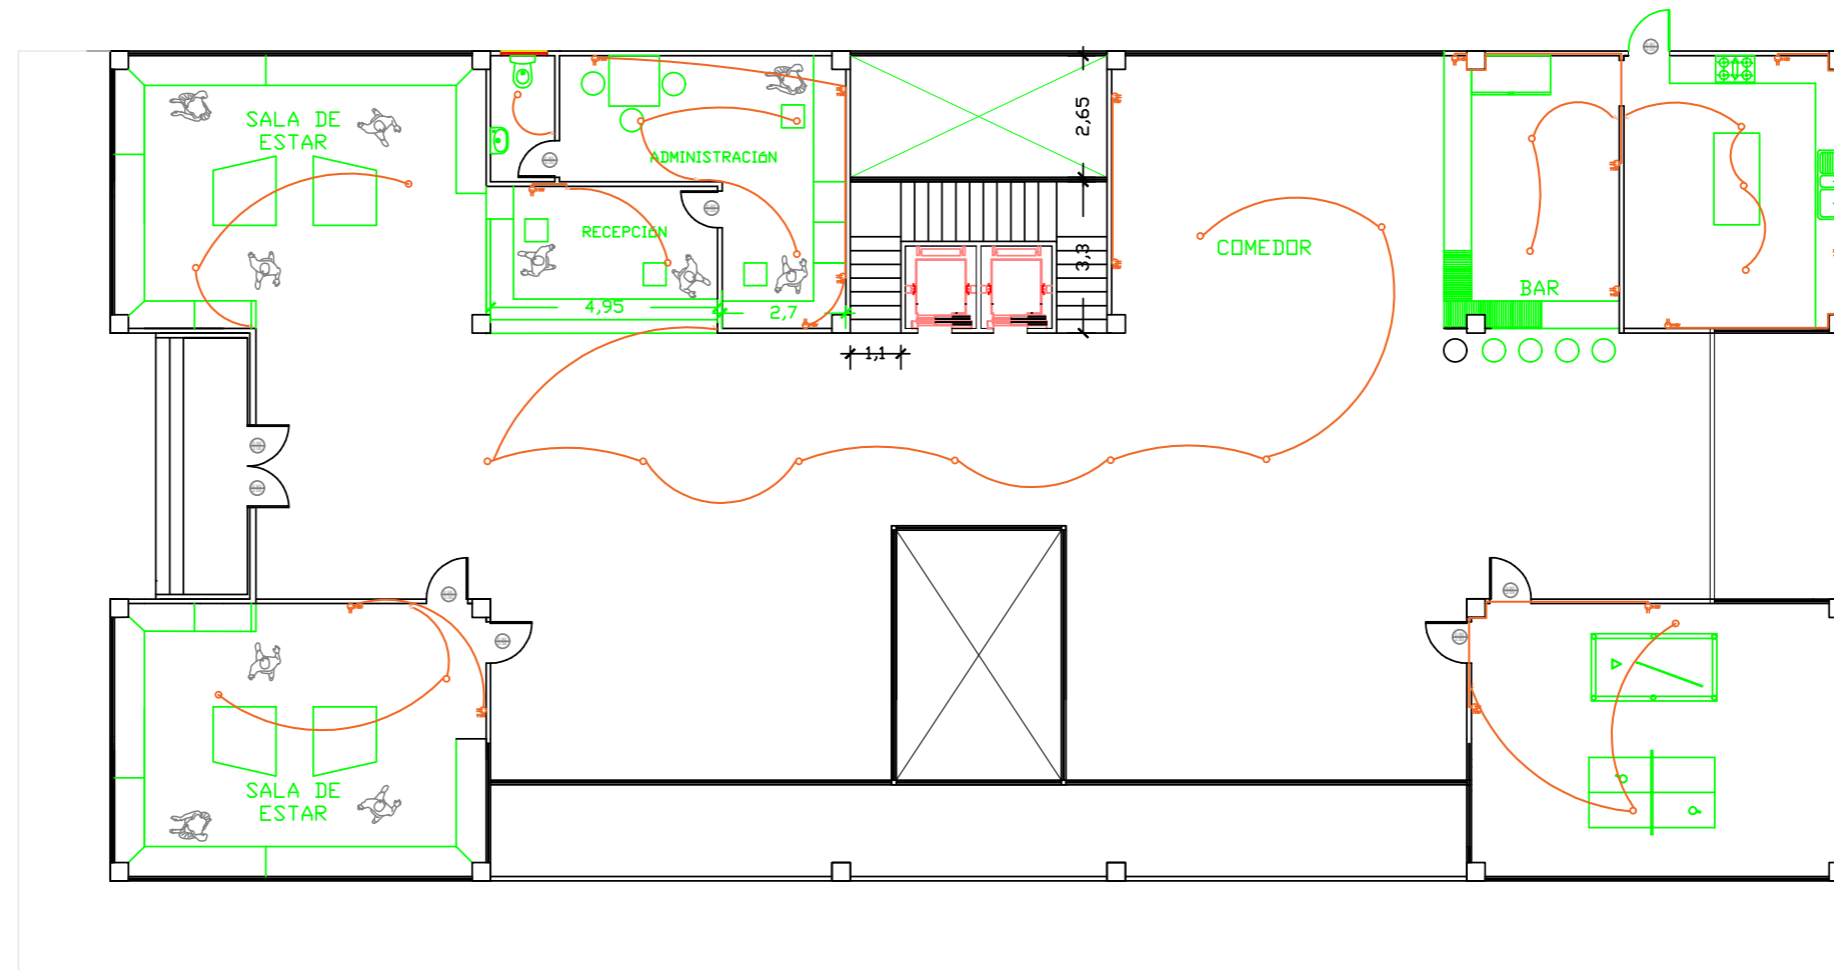 SALA DE
ESTAR
ADMINISTRACIóN
RECEPCIóN
4,95
2,7
1,1
2,65
3,3
COMEDOR
BAR
SALA DE
ESTAR